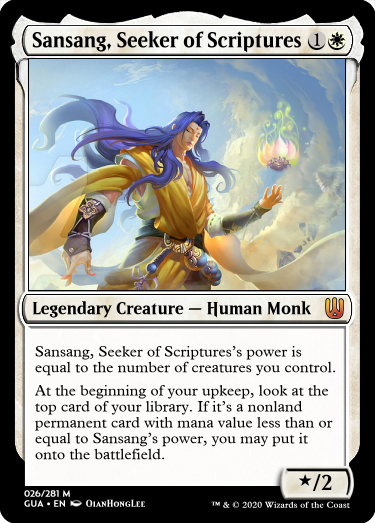 Sansang, Seeker of Scriptures 1
Legendary Creature — Human Monk
Sansang, Seeker of Scriptures's power is
equal to the number of creatures you control.
At the beginning of your upkeep, look at the
top card of your library. If it's a nonland
permanent card with mana value less than or
equal to Sansang's power, you may put it
onto the battlefield.
★/2
026/281 M
GUA • EN QianHongLee
™ & © 2020 Wizards of the Coast